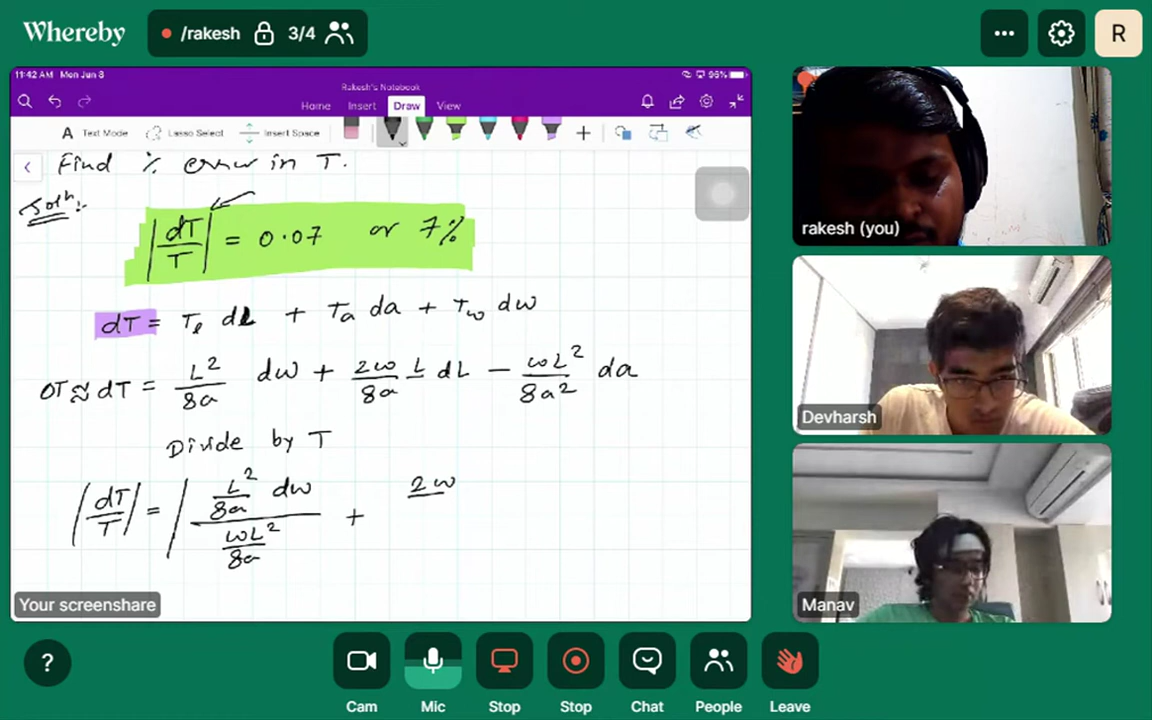 Whereby
/rakesh 3/4
R
11:42 AM Mon Jun 8
96%
Rakesh's Notebook
Home Insert Draw View
A Text Mode Lasso Select Insert Space
Find % error in T.
Soln:
|dT/T| = 0.07 or 7%
dT = T_l dL + T_a da + T_w dw
σT ≈ dT = L²/8a dw + 2w/8a L dL - wL²/8a² da
Divide by T
|dT/T| = | (L²/8a dw)/(wL²/8a) + 2w
Your screenshare
rakesh (you)
Devharsh
Manav
?
Cam Mic Stop Stop Chat People Leave